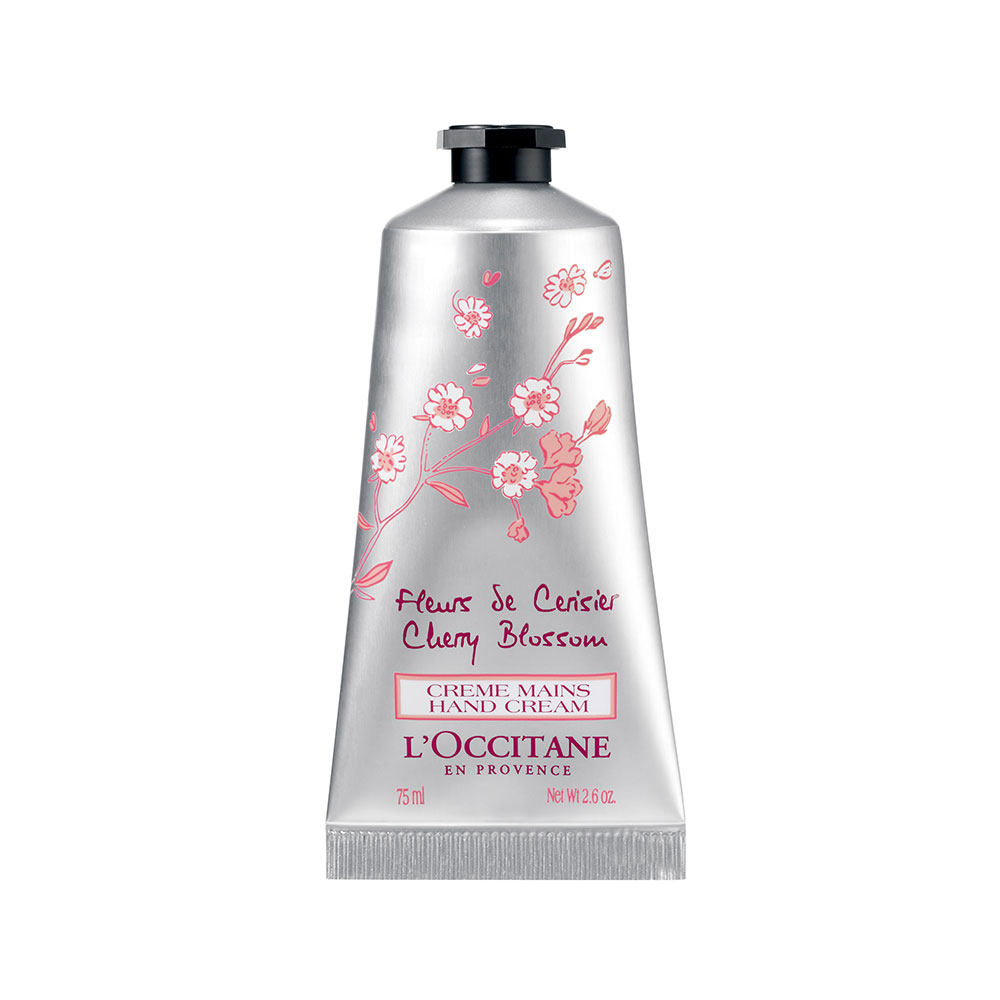 Fleurs de Cerisier
Cherry Blossom
CREME MAINS
HAND CREAM
L'OCCITANE
EN PROVENCE
75 ml Net Wt 2.6 oz.